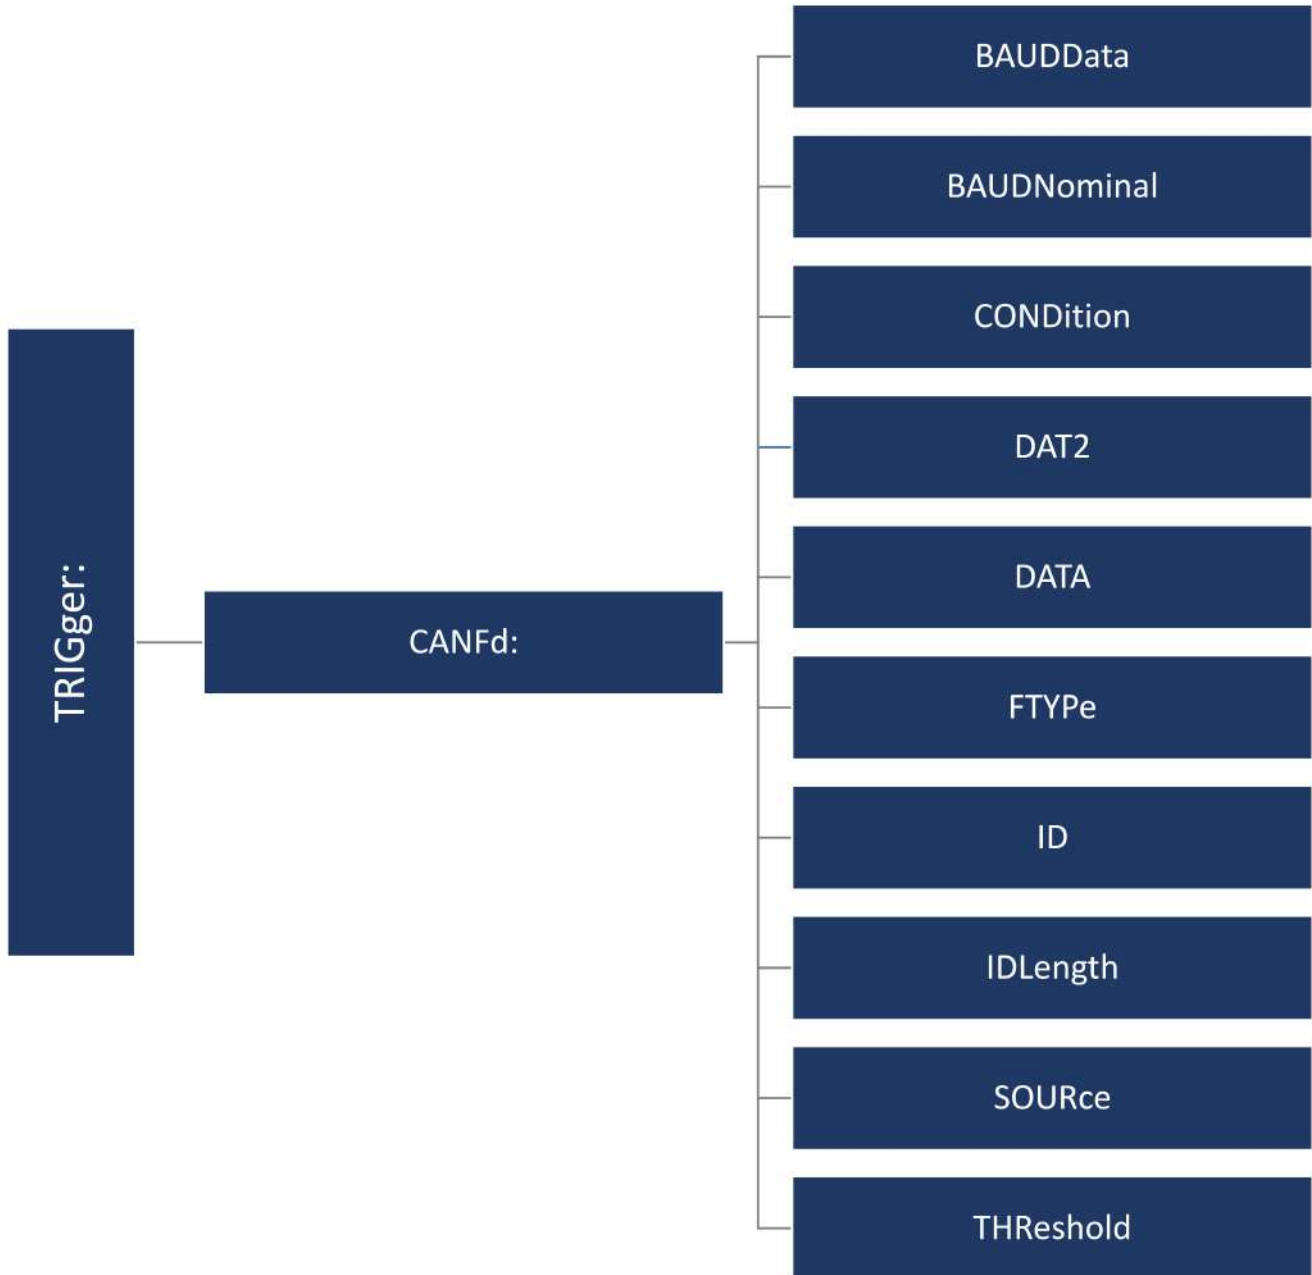 TRIGger:
CANFd:
BAUDData
BAUDNominal
CONDition
DAT2
DATA
FTYPe
ID
IDLength
SOURce
THReshold